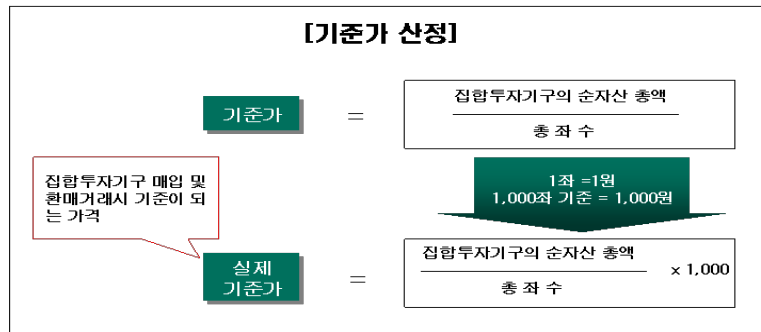 [기준가 산정]
기준가
=
집합투자기구의 순자산 총액
총 좌 수
집합투자기구 매입 및
환매거래시 기준이 되
는 가격
1좌 =1원
1,000좌 기준 = 1,000원
실제
기준가
=
집합투자기구의 순자산 총액
총 좌 수
x 1,000